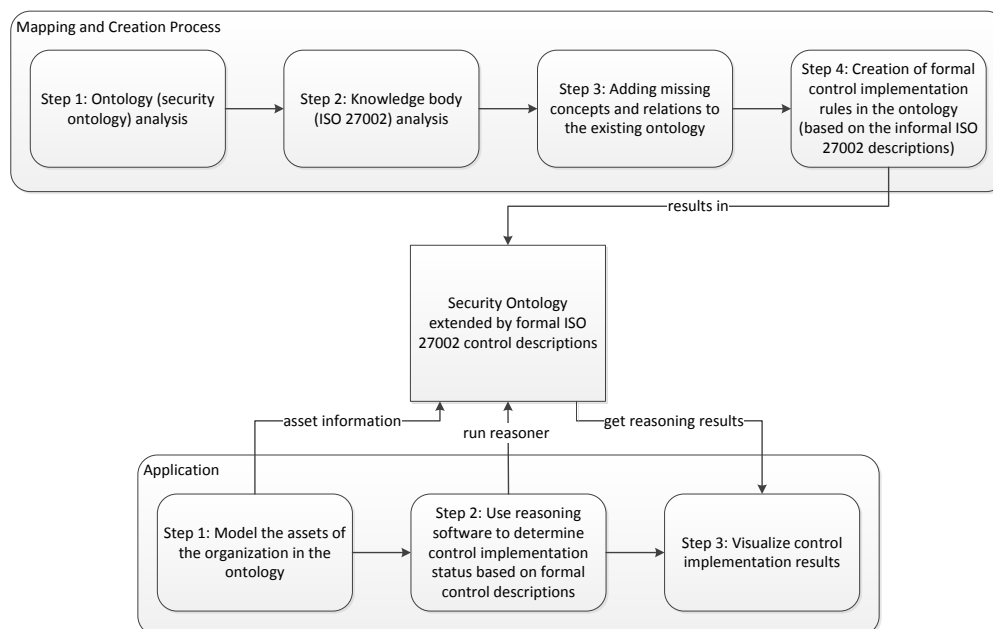 Mapping and Creation Process
Step 1: Ontology (security
ontology) analysis
Step 2: Knowledge body
(ISO 27002) analysis
Step 3: Adding missing
concepts and relations to
the existing ontology
Step 4: Creation of formal
control implementation
rules in the ontology
(based on the informal ISO
27002 descriptions)
results in
Security Ontology
extended by formal ISO
27002 control descriptions
asset information
run reasoner
get reasoning results
Application
Step 1: Model the assets
of the organization in the
ontology
Step 2: Use reasoning
software to determine
control implementation
status based on formal
control descriptions
Step 3: Visualize control
implementation results